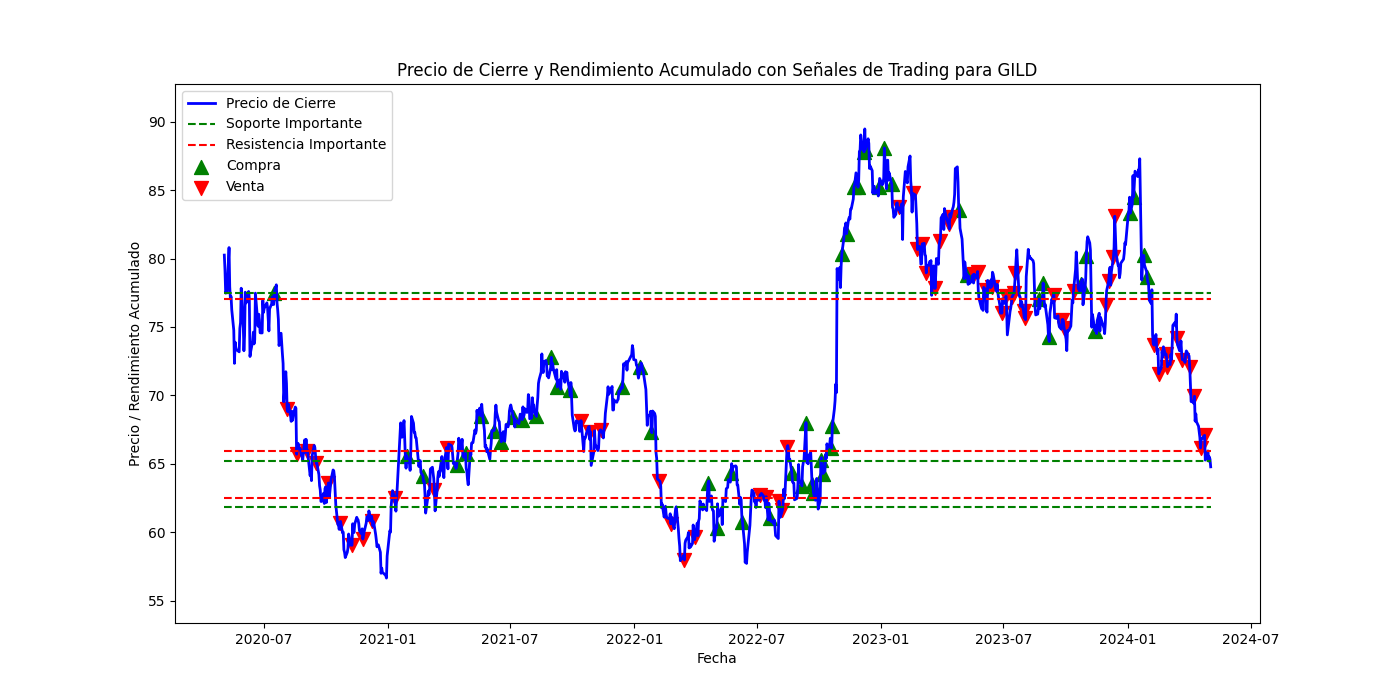 Precio de Cierre y Rendimiento Acumulado con Señales de Trading para GILD
Precio de Cierre
Soporte Importante
Resistencia Importante
Compra
Venta
Precio / Rendimiento Acumulado
90
85
80
75
70
65
60
55
2020-07
2021-01
2021-07
2022-01
2022-07
2023-01
2023-07
2024-01
2024-07
Fecha